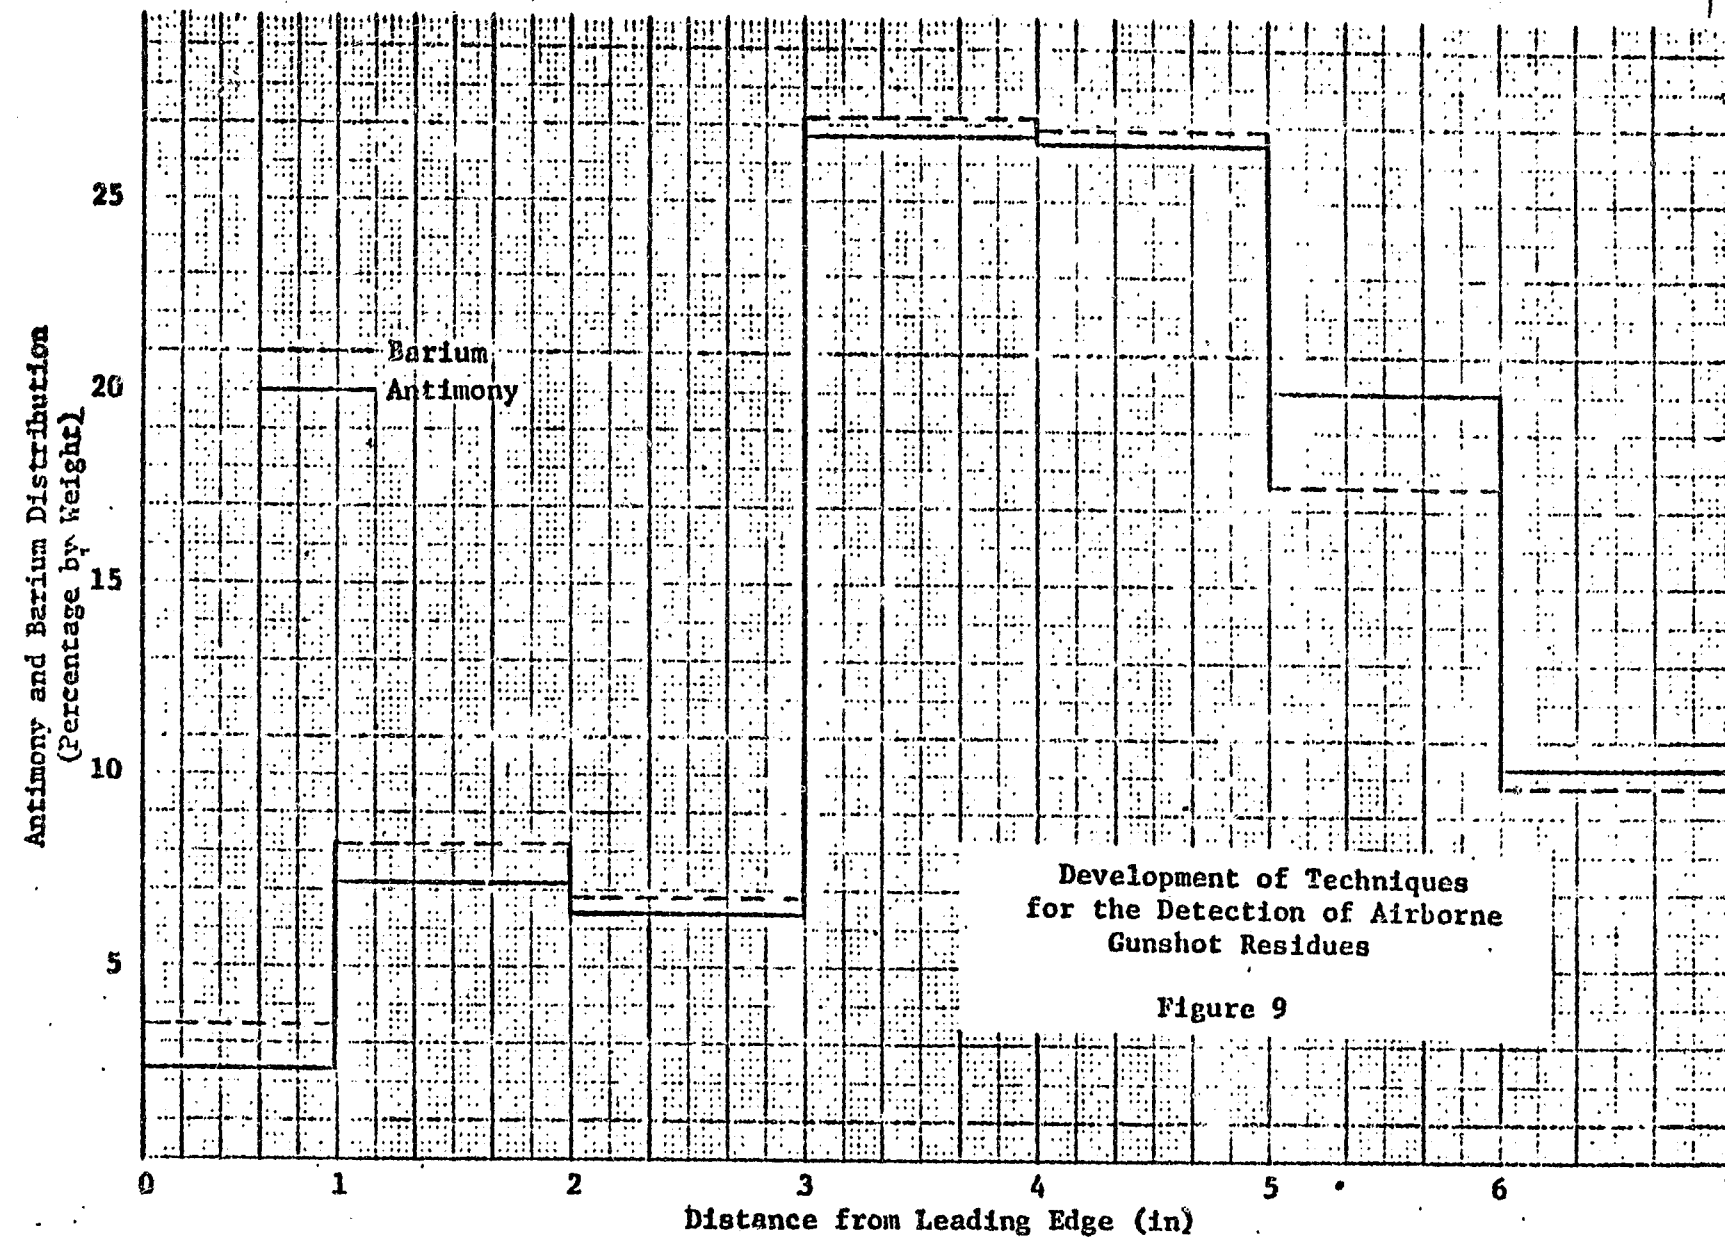 25
20
15
10
5
Antimony and Barium Distribution
(Percentage by Weight)
Barium
Antimony
Development of Techniques
for the Detection of Airborne
Gunshot Residues
Figure 9
0 1 2 3 4 5 6
Distance from Leading Edge (in)